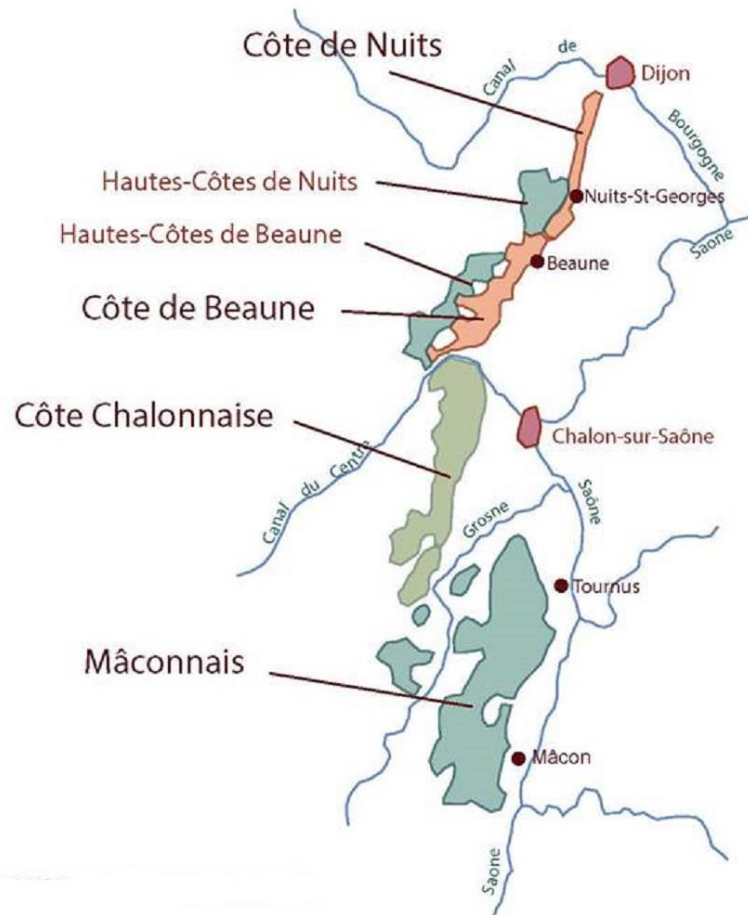 Côte de Nuits
Canal de Bourgogne
Dijon
Hautes-Côtes de Nuits
Nuits-St-Georges
Hautes-Côtes de Beaune
Saone
Beaune
Côte de Beaune
Côte Chalonnaise
Chalon-sur-Saône
Canal du Centre
Grosne
Saône
Tournus
Mâconnais
Mâcon
Saone